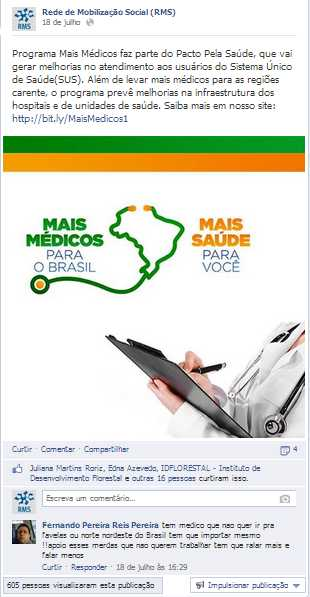 Rede de Mobilização Social (RMS)
18 de julho
Programa Mais Médicos faz parte do Pacto Pela Saúde, que vai
gerar melhorias no atendimento aos usuários do Sistema Único
de Saúde(SUS). Além de levar mais médicos para as regiões
carente, o programa prevê melhorias na infraestrutura dos
hospitais e de unidades de saúde. Saiba mais em nosso site:
http://bit.ly/MaisMedicos1
MAIS
MÉDICOS
PARA
O BRASIL
MAIS
SAÚDE
PARA
VOCÊ
Curtir · Comentar · Compartilhar
4
Juliana Martins Roriz, Edna Azevedo, IDFLORESTAL - Instituto de
Desenvolvimento Florestal e outras 16 pessoas curtiram isso.
RMS
Escreva um comentário...
Fernando Pereira Reis Pereira tem medico que nao quer ir pra
favelas ou norte nordeste do Brasil tem que importar mesmo
!!apoio esses merdas que nao querem trabalhar tem que ralar mais e
falar menos
Curtir · Responder · 18 de julho às 16:29
605 pessoas visualizaram esta publicação
Impulsionar publicação